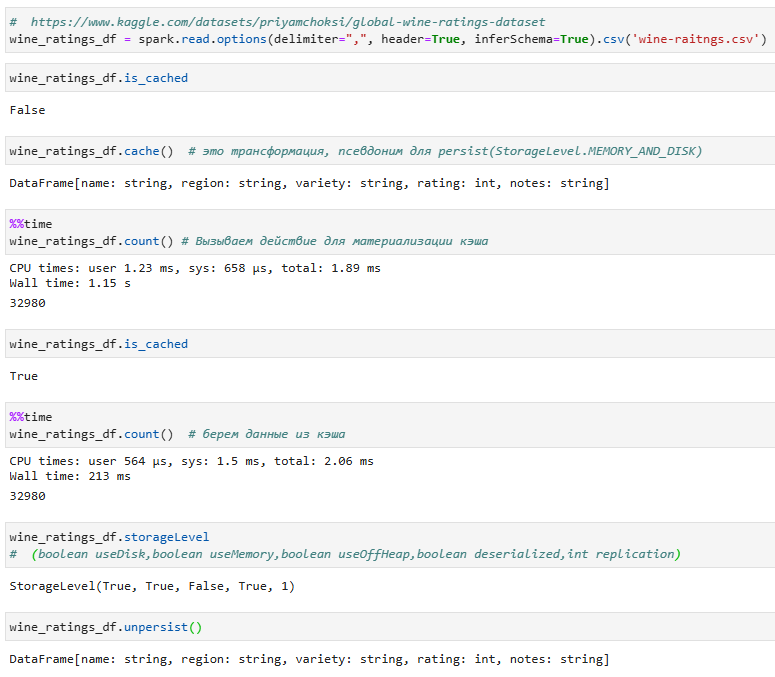 #  https://www.kaggle.com/datasets/priyamchoksi/global-wine-ratings-dataset
wine_ratings_df = spark.read.options(delimiter=",", header=True, inferSchema=True).csv('wine-raitngs.csv')
wine_ratings_df.is_cached
False
wine_ratings_df.cache()  # это трансформация, псевдоним для persist(StorageLevel.MEMORY_AND_DISK)
DataFrame[name: string, region: string, variety: string, rating: int, notes: string]
%%time
wine_ratings_df.count() # Вызываем действие для материализации кэша
CPU times: user 1.23 ms, sys: 658 µs, total: 1.89 ms
Wall time: 1.15 s
32980
wine_ratings_df.is_cached
True
%%time
wine_ratings_df.count()  # берем данные из кэша
CPU times: user 564 µs, sys: 1.5 ms, total: 2.06 ms
Wall time: 213 ms
32980
wine_ratings_df.storageLevel
#  (boolean useDisk,boolean useMemory,boolean useOffHeap,boolean deserialized,int replication)
StorageLevel(True, True, False, True, 1)
wine_ratings_df.unpersist()
DataFrame[name: string, region: string, variety: string, rating: int, notes: string]